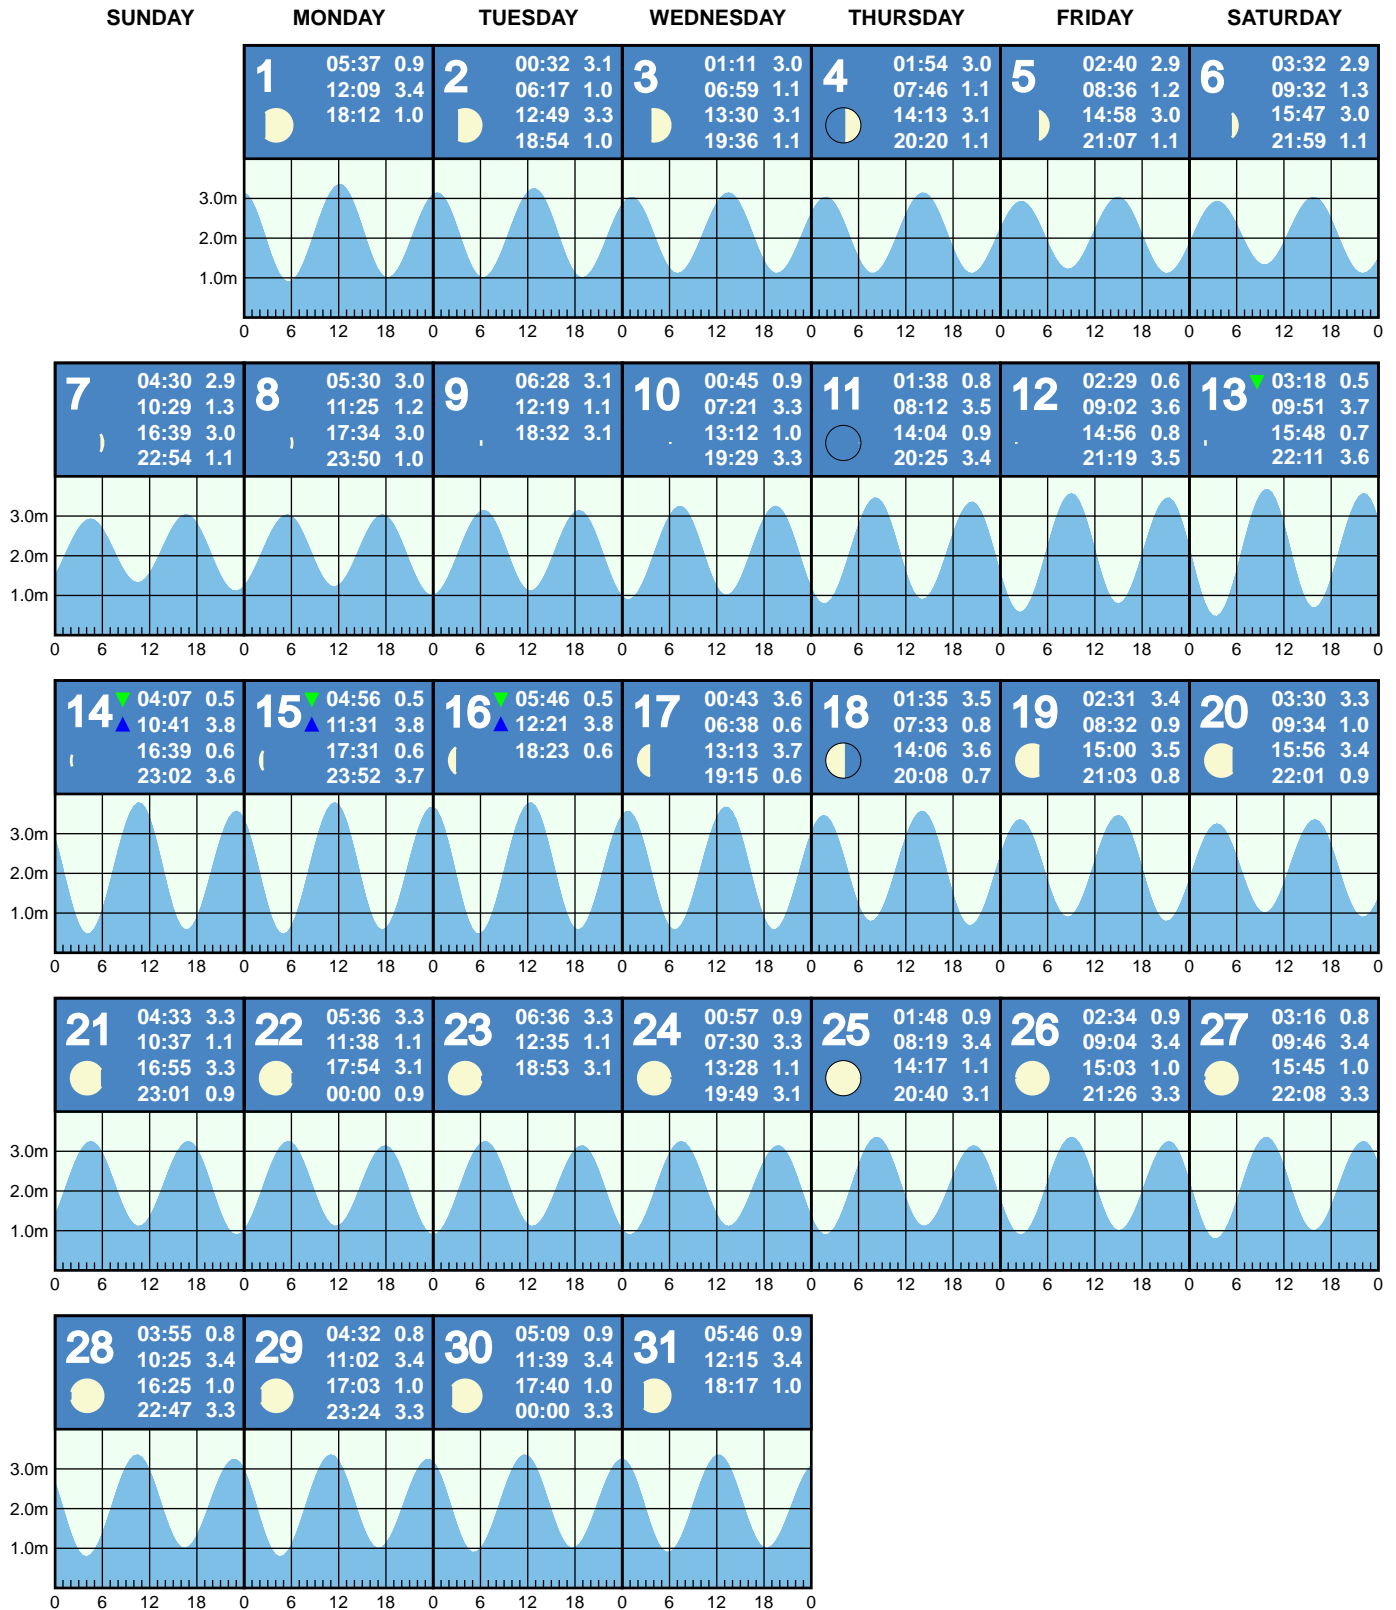 SUNDAY MONDAY TUESDAY WEDNESDAY THURSDAY FRIDAY SATURDAY
1 05:37 0.9
12:09 3.4
18:12 1.0
2 00:32 3.1
06:17 1.0
12:49 3.3
18:54 1.0
3 01:11 3.0
06:59 1.1
13:30 3.1
19:36 1.1
4 01:54 3.0
07:46 1.1
14:13 3.1
20:20 1.1
5 02:40 2.9
08:36 1.2
14:58 3.0
21:07 1.1
6 03:32 2.9
09:32 1.3
15:47 3.0
21:59 1.1
3.0m
2.0m
1.0m
0 6 12 18 0 6 12 18 0 6 12 18 0 6 12 18 0 6 12 18 0 6 12 18 0
7 04:30 2.9
10:29 1.3
16:39 3.0
22:54 1.1
8 05:30 3.0
11:25 1.2
17:34 3.0
23:50 1.0
9 06:28 3.1
12:19 1.1
18:32 3.1
10 00:45 0.9
07:21 3.3
13:12 1.0
19:29 3.3
11 01:38 0.8
08:12 3.5
14:04 0.9
20:25 3.4
12 02:29 0.6
09:02 3.6
14:56 0.8
21:19 3.5
13 03:18 0.5
09:51 3.7
15:48 0.7
22:11 3.6
3.0m
2.0m
1.0m
0 6 12 18 0 6 12 18 0 6 12 18 0 6 12 18 0 6 12 18 0 6 12 18 0 6 12 18 0
14 04:07 0.5
10:41 3.8
16:39 0.6
23:02 3.6
15 04:56 0.5
11:31 3.8
17:31 0.6
23:52 3.7
16 05:46 0.5
12:21 3.8
18:23 0.6
17 00:43 3.6
06:38 0.6
13:13 3.7
19:15 0.6
18 01:35 3.5
07:33 0.8
14:06 3.6
20:08 0.7
19 02:31 3.4
08:32 0.9
15:00 3.5
21:03 0.8
20 03:30 3.3
09:34 1.0
15:56 3.4
22:01 0.9
3.0m
2.0m
1.0m
0 6 12 18 0 6 12 18 0 6 12 18 0 6 12 18 0 6 12 18 0 6 12 18 0 6 12 18 0
21 04:33 3.3
10:37 1.1
16:55 3.3
23:01 0.9
22 05:36 3.3
11:38 1.1
17:54 3.1
00:00 0.9
23 06:36 3.3
12:35 1.1
18:53 3.1
24 00:57 0.9
07:30 3.3
13:28 1.1
19:49 3.1
25 01:48 0.9
08:19 3.4
14:17 1.1
20:40 3.1
26 02:34 0.9
09:04 3.4
15:03 1.0
21:26 3.3
27 03:16 0.8
09:46 3.4
15:45 1.0
22:08 3.3
3.0m
2.0m
1.0m
0 6 12 18 0 6 12 18 0 6 12 18 0 6 12 18 0 6 12 18 0 6 12 18 0 6 12 18 0
28 03:55 0.8
10:25 3.4
16:25 1.0
22:47 3.3
29 04:32 0.8
11:02 3.4
17:03 1.0
23:24 3.3
30 05:09 0.9
11:39 3.4
17:40 1.0
00:00 3.3
31 05:46 0.9
12:15 3.4
18:17 1.0
3.0m
2.0m
1.0m
0 6 12 18 0 6 12 18 0 6 12 18 0 6 12 18 0